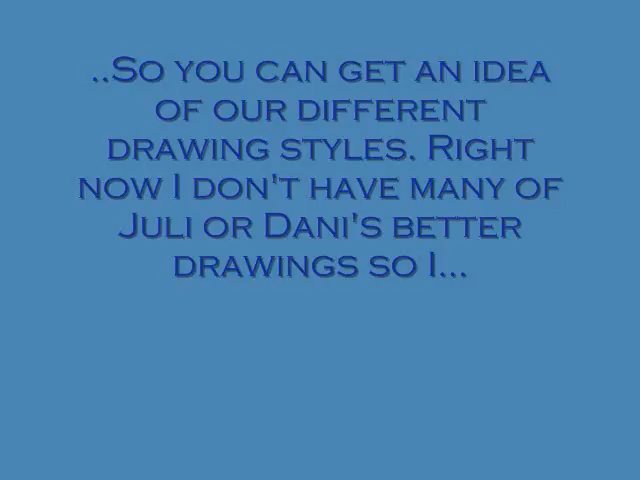 ..So you can get an idea
of our different
drawing styles. Right
now I don't have many of
Juli or Dani's better
drawings so I...